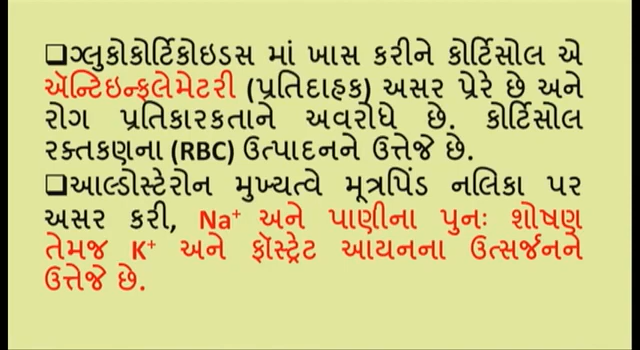 ❑ગ્લુકોકોર્ટિકોઇડસ માં ખાસ કરીને કોર્ટિસોલ એ
ઍન્ટિઇન્ફલેમેટરી (પ્રતિદાહક) અસર પ્રેરે છે અને
રોગ પ્રતિકારકતાને અવરોધે છે. કોર્ટિસોલ
રક્તકણના (RBC) ઉત્પાદનને ઉત્તેજે છે.
❑આલ્ડોસ્ટેરોન મુખ્યત્વે મૂત્રપિંડ નલિકા પર
અસર કરી, Na⁺ અને પાણીના પુનઃ શોષણ
તેમજ K⁺ અને ફૉસ્ટ્રેટ આયનના ઉત્સર્જનને
ઉત્તેજે છે.